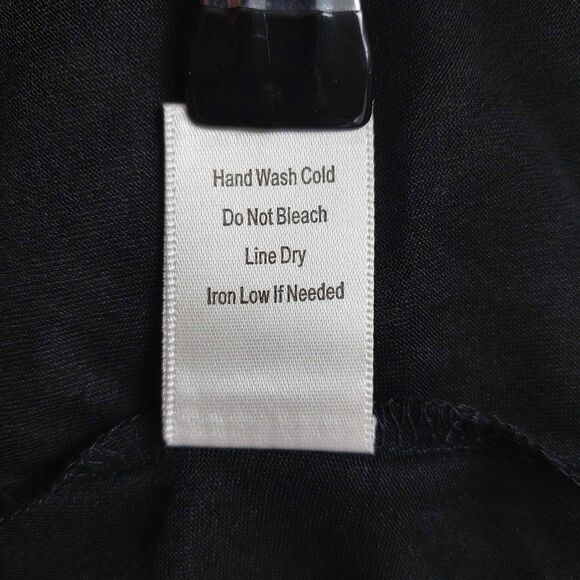 Hand Wash Cold
Do Not Bleach
Line Dry
Iron Low If Needed